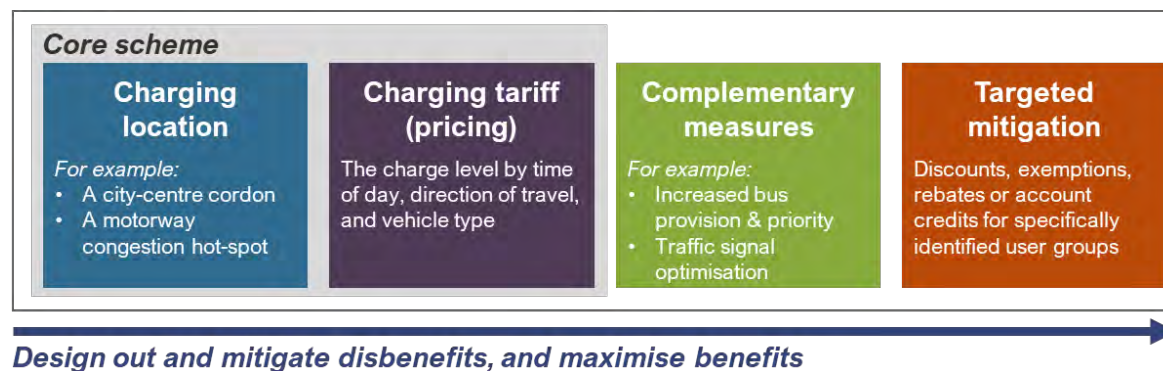 Core scheme
Charging
location
For example:
• A city-centre cordon
• A motorway
congestion hot-spot
Charging tariff
(pricing)
The charge level by time
of day, direction of travel,
and vehicle type
Complementary
measures
For example:
• Increased bus
provision & priority
• Traffic signal
optimisation
Targeted
mitigation
Discounts, exemptions,
rebates or account
credits for specifically
identified user groups
Design out and mitigate disbenefits, and maximise benefits